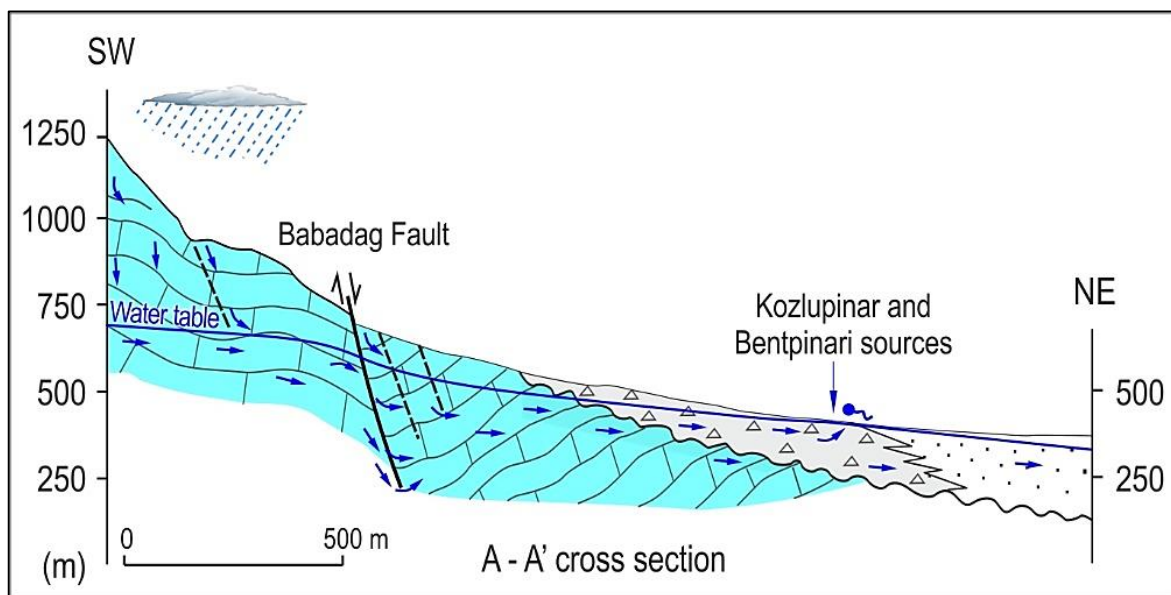 SW
1250
1000
750
500
250
(m)
Babadag Fault
Water table
Kozlupinar and
Bentpinari sources
NE
500
250
0
500 m
A - A' cross section